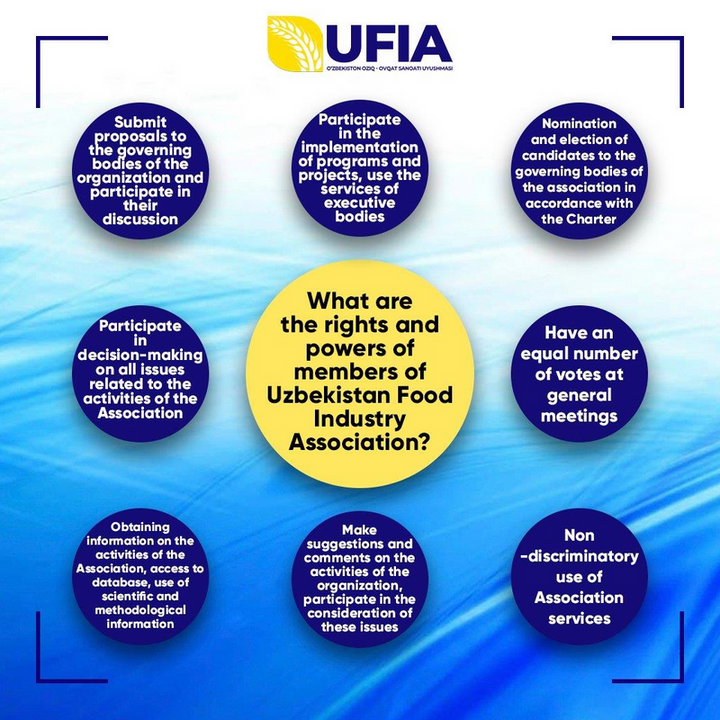 UFIA
O'ZBEKISTON OZIQ - OVQAT SANOATI UYUSHMASI
Submit
proposals to
the governing
bodies of the
organization and
participate in
their
discussion
Participate
in the
implementation
of programs and
projects, use the
services of
executive
bodies
Nomination
and election of
candidates to the
governing bodies of
the association in
accordance with
the Charter
Participate
in
decision-making
on all issues
related to the
activities of the
Association
What are
the rights and
powers of
members of
Uzbekistan Food
Industry
Association?
Have an
equal number
of votes at
general
meetings
Obtaining
information on the
activities of the
Association, access to
database, use of
scientific and
methodological
information
Make
suggestions and
comments on the
activities of the
organization,
participate in the
consideration of
these issues
Non
-discriminatory
use of
Association
services